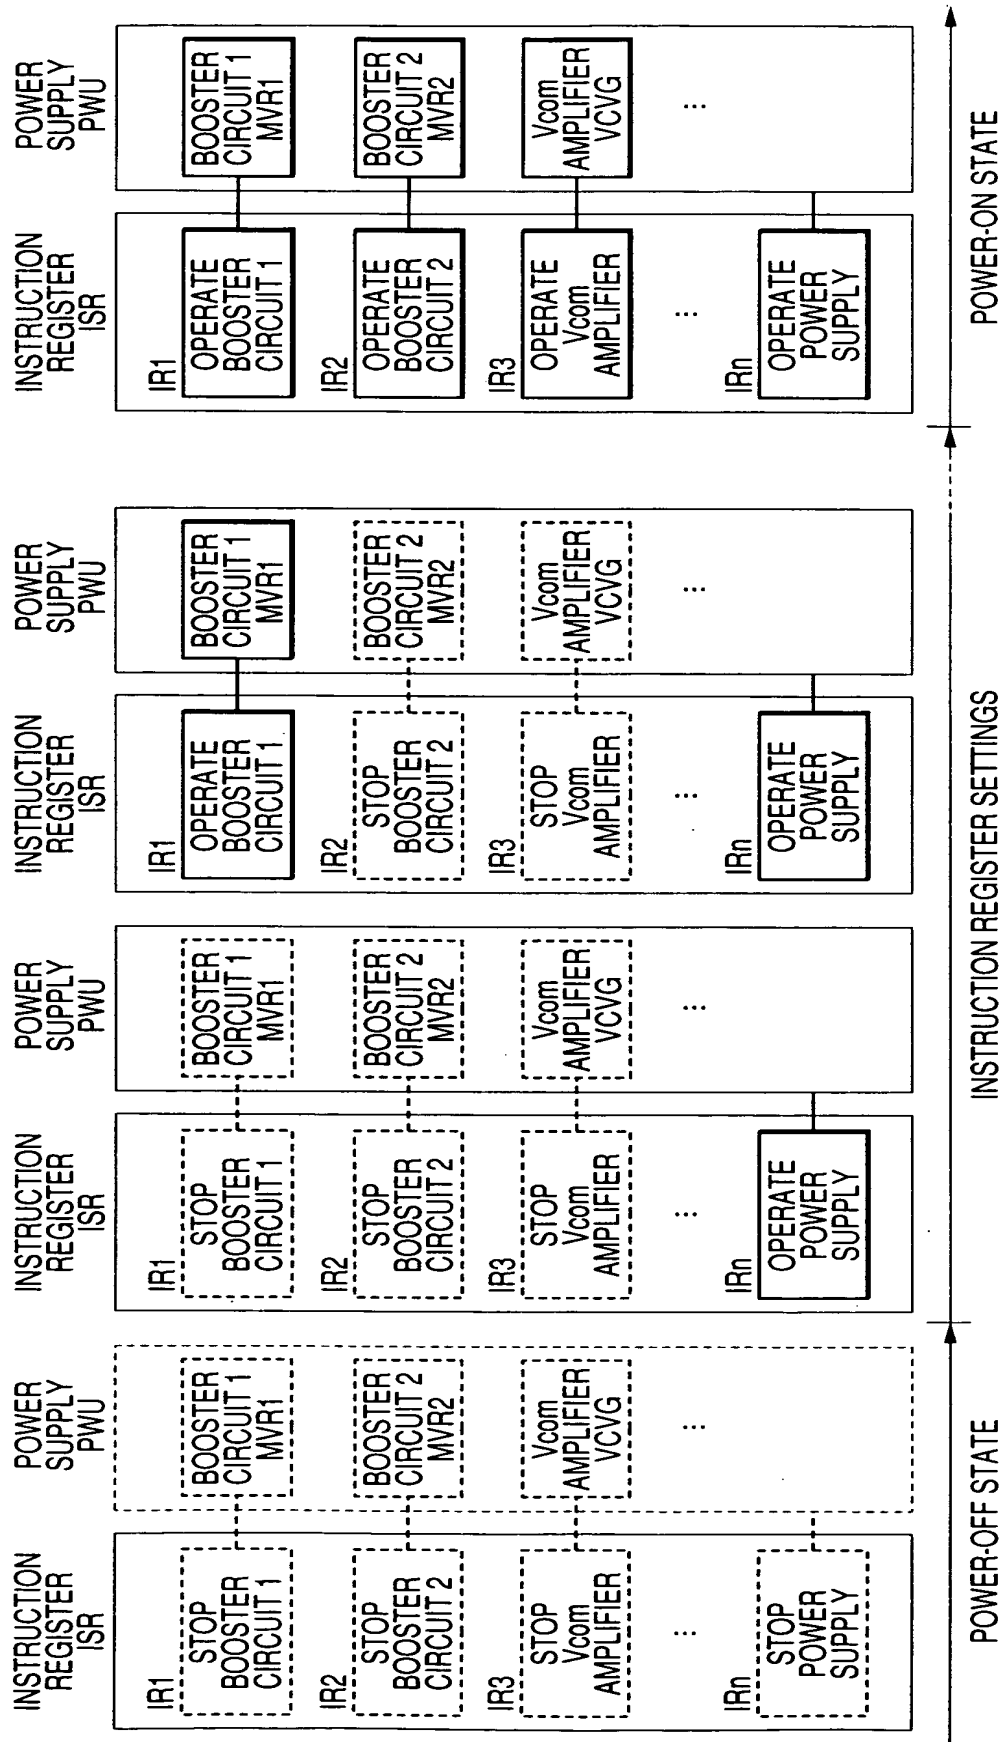 INSTRUCTION
REGISTER
ISR
IR1
STOP
BOOSTER
CIRCUIT 1
IR2
STOP
BOOSTER
CIRCUIT 2
IR3
STOP
Vcom
AMPLIFIER
...
IRn
STOP
POWER
SUPPLY
POWER
SUPPLY
PWU
BOOSTER
CIRCUIT 1
MVR1
BOOSTER
CIRCUIT 2
MVR2
Vcom
AMPLIFIER
VCVG
...
POWER-OFF STATE
INSTRUCTION
REGISTER
ISR
IR1
STOP
BOOSTER
CIRCUIT 1
IR2
STOP
BOOSTER
CIRCUIT 2
IR3
STOP
Vcom
AMPLIFIER
...
IRn
OPERATE
POWER
SUPPLY
POWER
SUPPLY
PWU
BOOSTER
CIRCUIT 1
MVR1
BOOSTER
CIRCUIT 2
MVR2
Vcom
AMPLIFIER
VCVG
...
INSTRUCTION
REGISTER
ISR
IR1
OPERATE
BOOSTER
CIRCUIT 1
IR2
STOP
BOOSTER
CIRCUIT 2
IR3
STOP
Vcom
AMPLIFIER
...
IRn
OPERATE
POWER
SUPPLY
POWER
SUPPLY
PWU
BOOSTER
CIRCUIT 1
MVR1
BOOSTER
CIRCUIT 2
MVR2
Vcom
AMPLIFIER
VCVG
...
INSTRUCTION REGISTER SETTINGS
INSTRUCTION
REGISTER
ISR
IR1
OPERATE
BOOSTER
CIRCUIT 1
IR2
OPERATE
BOOSTER
CIRCUIT 2
IR3
OPERATE
Vcom
AMPLIFIER
...
IRn
OPERATE
POWER
SUPPLY
POWER
SUPPLY
PWU
BOOSTER
CIRCUIT 1
MVR1
BOOSTER
CIRCUIT 2
MVR2
Vcom
AMPLIFIER
VCVG
...
POWER-ON STATE